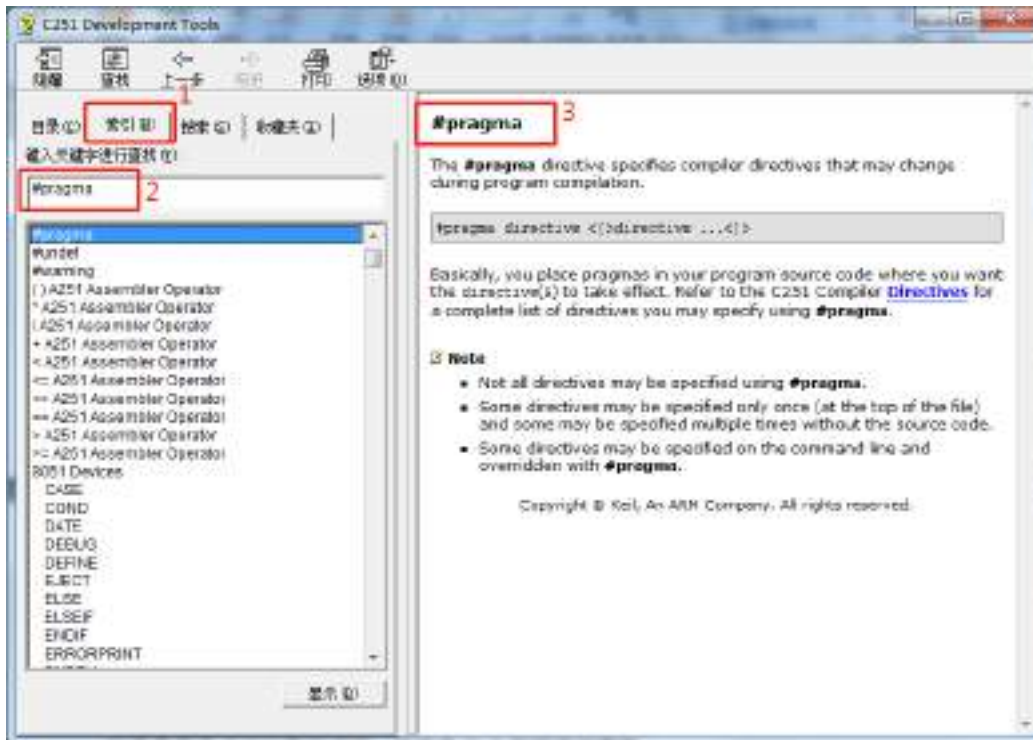 C251 Development Tools
隐藏 查找 上一步 打印 选项(O)
1
目录(C) 索引(N) 搜索(S) 收藏夹(I)
键入关键字进行查找(W)
#pragma
2
#pragma
#undef
#warning
( ) A251 Assembler Operator
* A251 Assembler Operator
A251 Assembler Operator
+ A251 Assembler Operator
< A251 Assembler Operator
<= A251 Assembler Operator
A251 Assembler Operator
== A251 Assembler Operator
> A251 Assembler Operator
>= A251 Assembler Operator
8051 Devices
CASE
COND
DATE
DEBUG
DEFINE
EJECT
ELSE
ELSEIF
ENDIF
ERRORPRINT
显示(D)
#pragma
3
The #pragma directive specifies compiler directives that may change
during program compilation.
#pragma directive <[>directive ...<]>
Basically, you place pragmas in your program source code where you want
the directive(s) to take effect. Refer to the C251 Compiler Directives for
a complete list of directives you may specify using #pragma.
Note
• Not all directives may be specified using #pragma.
• Some directives may be specified only once (at the top of the file)
and some may be specified multiple times without the source code.
• Some directives may be specified on the command line and
overridden with #pragma.
Copyright © Keil, An ARM Company. All rights reserved.